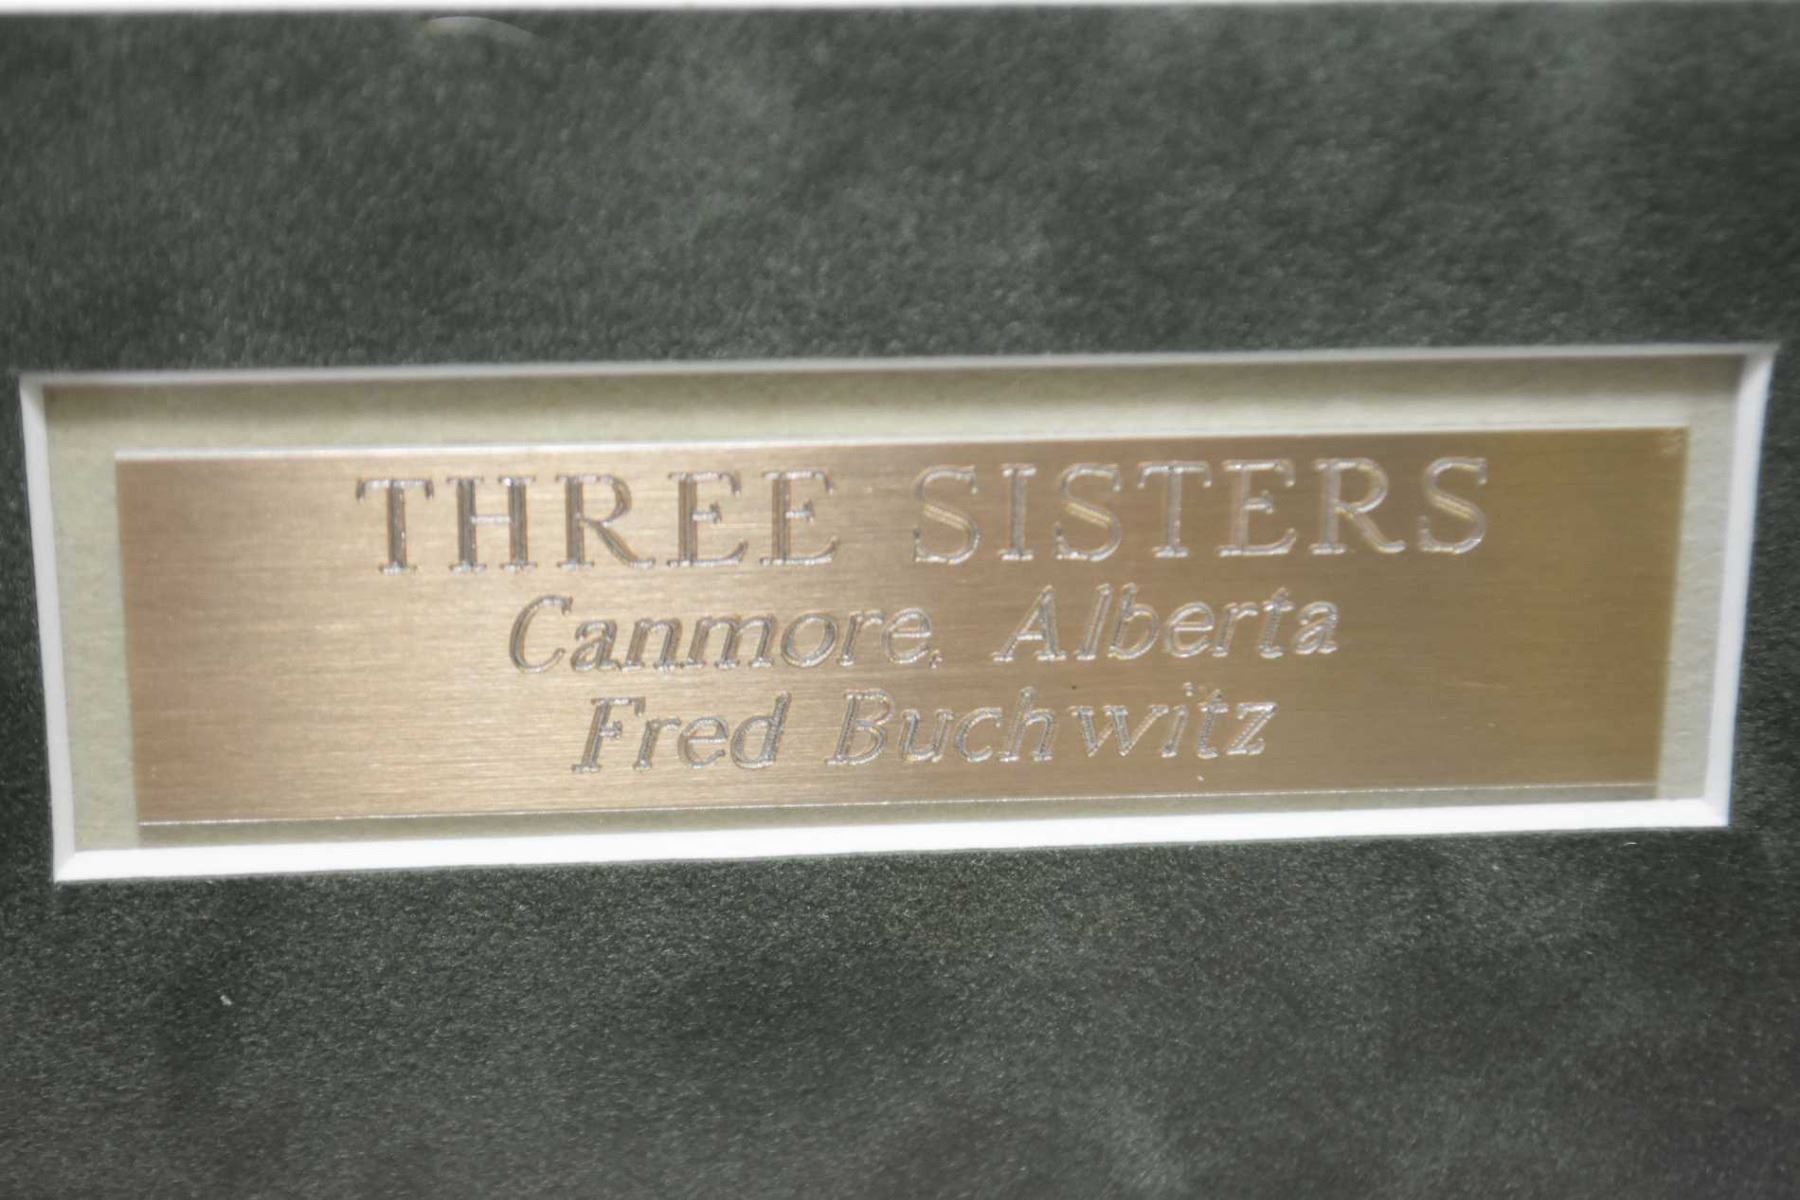 THREE SISTERS
Canmore, Alberta
Fred Buchwitz